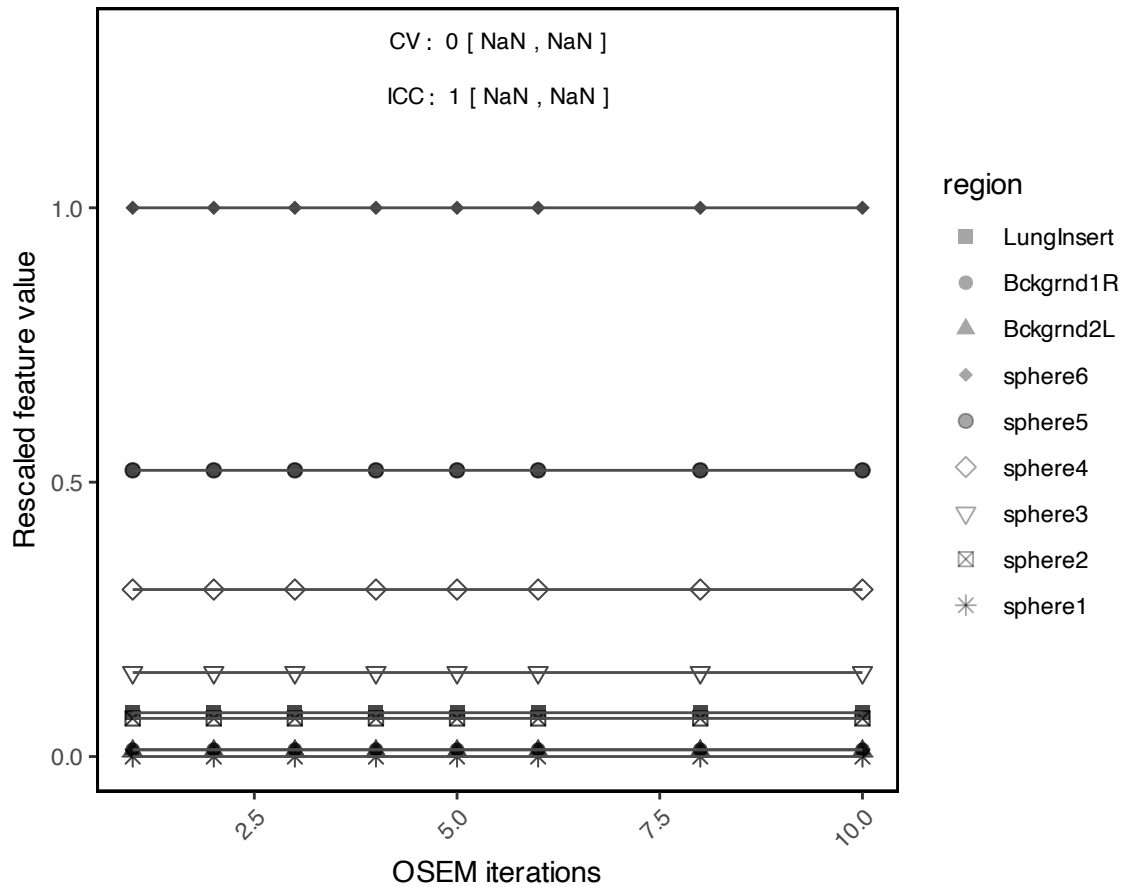 CV : 0 [ NaN , NaN ]
ICC : 1 [ NaN , NaN ]
Rescaled feature value
1.0
0.5
0.0
2.5
5.0
7.5
10.0
OSEM iterations
region
LungInsert
Bckgrnd1R
Bckgrnd2L
sphere6
sphere5
sphere4
sphere3
sphere2
sphere1